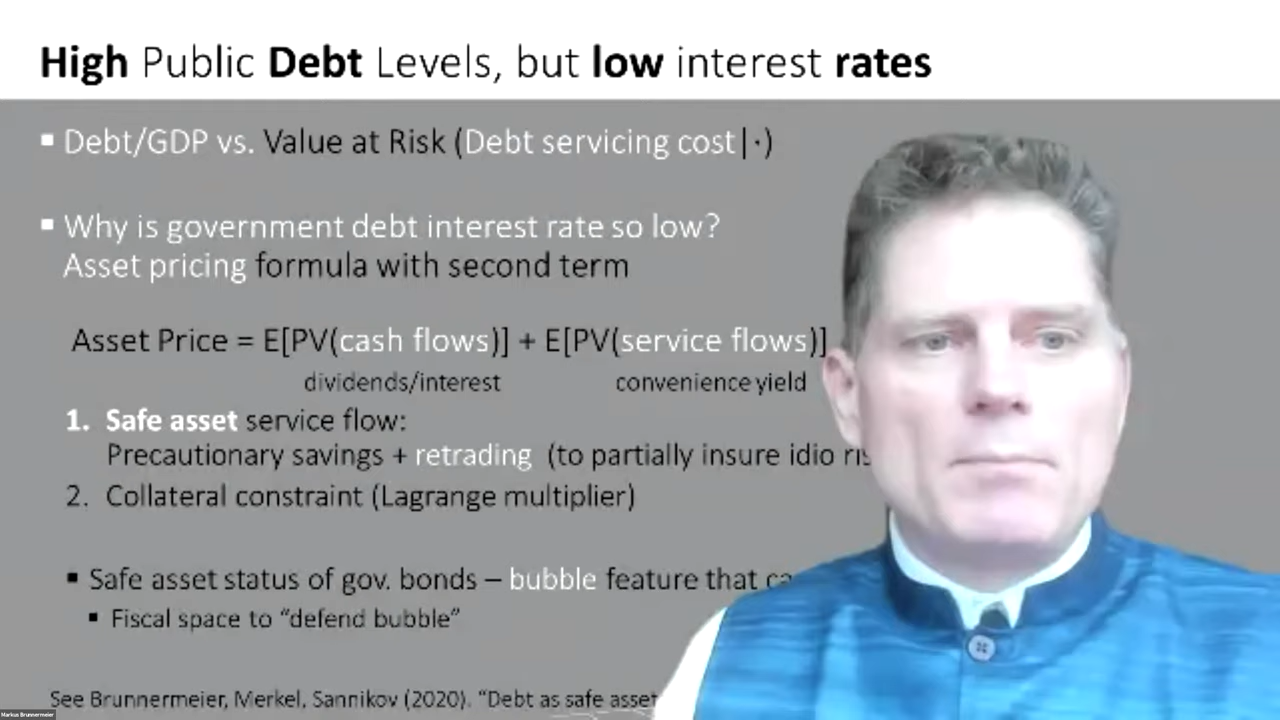 High Public Debt Levels, but low interest rates
▪ Debt/GDP vs. Value at Risk (Debt servicing cost|·)
▪ Why is government debt interest rate so low?
Asset pricing formula with second term
Asset Price = E[PV(cash flows)] + E[PV(service flows)]
dividends/interest convenience yield
1. Safe asset service flow:
Precautionary savings + retrading (to partially insure idio
2. Collateral constraint (Lagrange multiplier)
▪ Safe asset status of gov. bonds – bubble feature that
▪ Fiscal space to “defend bubble”
See Brunnermeier, Merkel, Sannikov (2020). “Debt as safe asset
Markus Brunnermeier